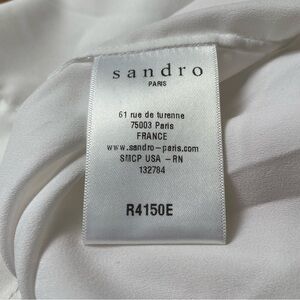 sandro
PARIS
61 rue de turenne
75003 Paris
FRANCE
www.sandro-paris.com
SMCP USA -RN
132784
R4150E